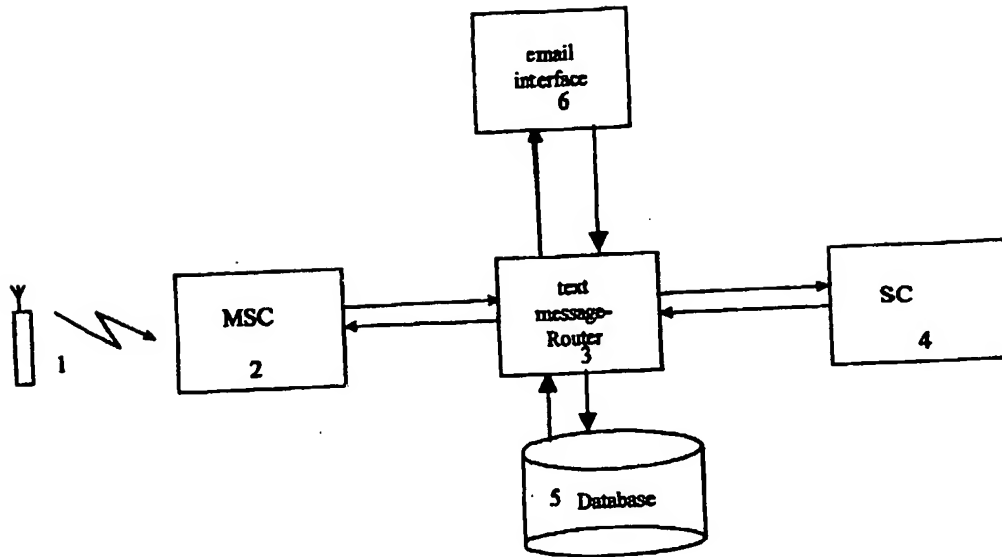 email
interface
6
text
message-
Router
3
MSC
2
SC
4
1
5 Database